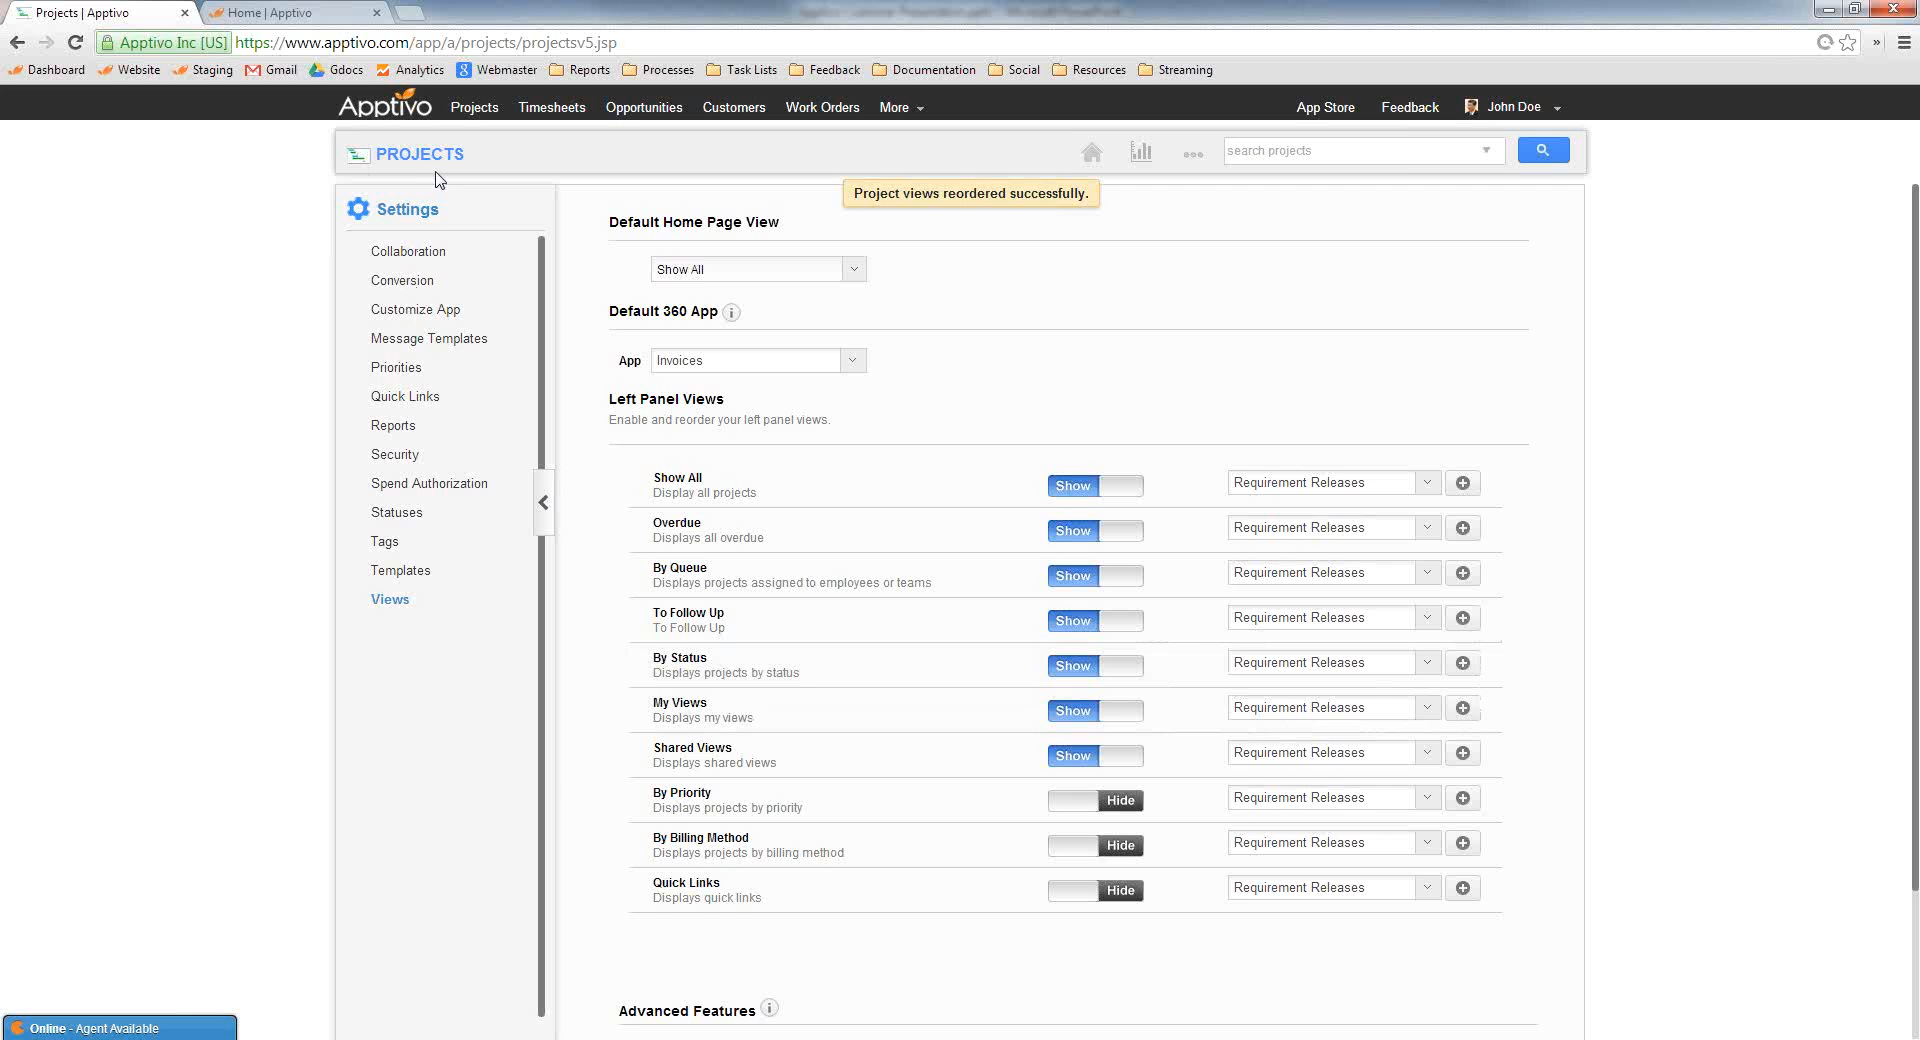 Projects | Apptivo
Home | Apptivo
Apptivo Inc [US] https://www.apptivo.com/app/a/projects/projectsv5.jsp
Dashboard Website Staging Gmail Gdocs Analytics Webmaster Reports Processes Task Lists Feedback Documentation Social Resources Streaming
Apptivo Projects Timesheets Opportunities Customers Work Orders More App Store Feedback John Doe
PROJECTS
search projects
Project views reordered successfully.
Settings
Collaboration
Conversion
Customize App
Message Templates
Priorities
Quick Links
Reports
Security
Spend Authorization
Statuses
Tags
Templates
Views
Default Home Page View
Show All
Default 360 App
App Invoices
Left Panel Views
Enable and reorder your left panel views.
Show All
Display all projects
Show Requirement Releases
Overdue
Displays all overdue
Show Requirement Releases
By Queue
Displays projects assigned to employees or teams
Show Requirement Releases
To Follow Up
To Follow Up
Show Requirement Releases
By Status
Displays projects by status
Show Requirement Releases
My Views
Displays my views
Show Requirement Releases
Shared Views
Displays shared views
Show Requirement Releases
By Priority
Displays projects by priority
Hide Requirement Releases
By Billing Method
Displays projects by billing method
Hide Requirement Releases
Quick Links
Displays quick links
Hide Requirement Releases
Advanced Features
Online - Agent Available